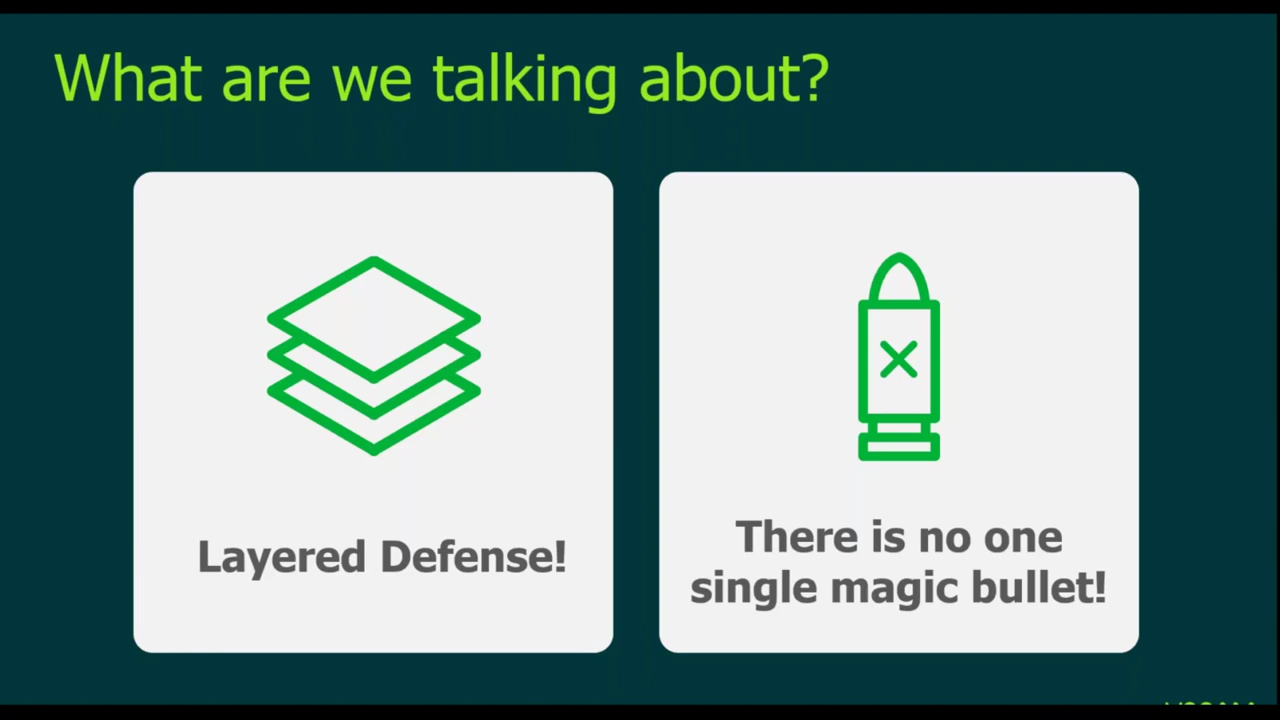 What are we talking about?
Layered Defense!
There is no one
single magic bullet!